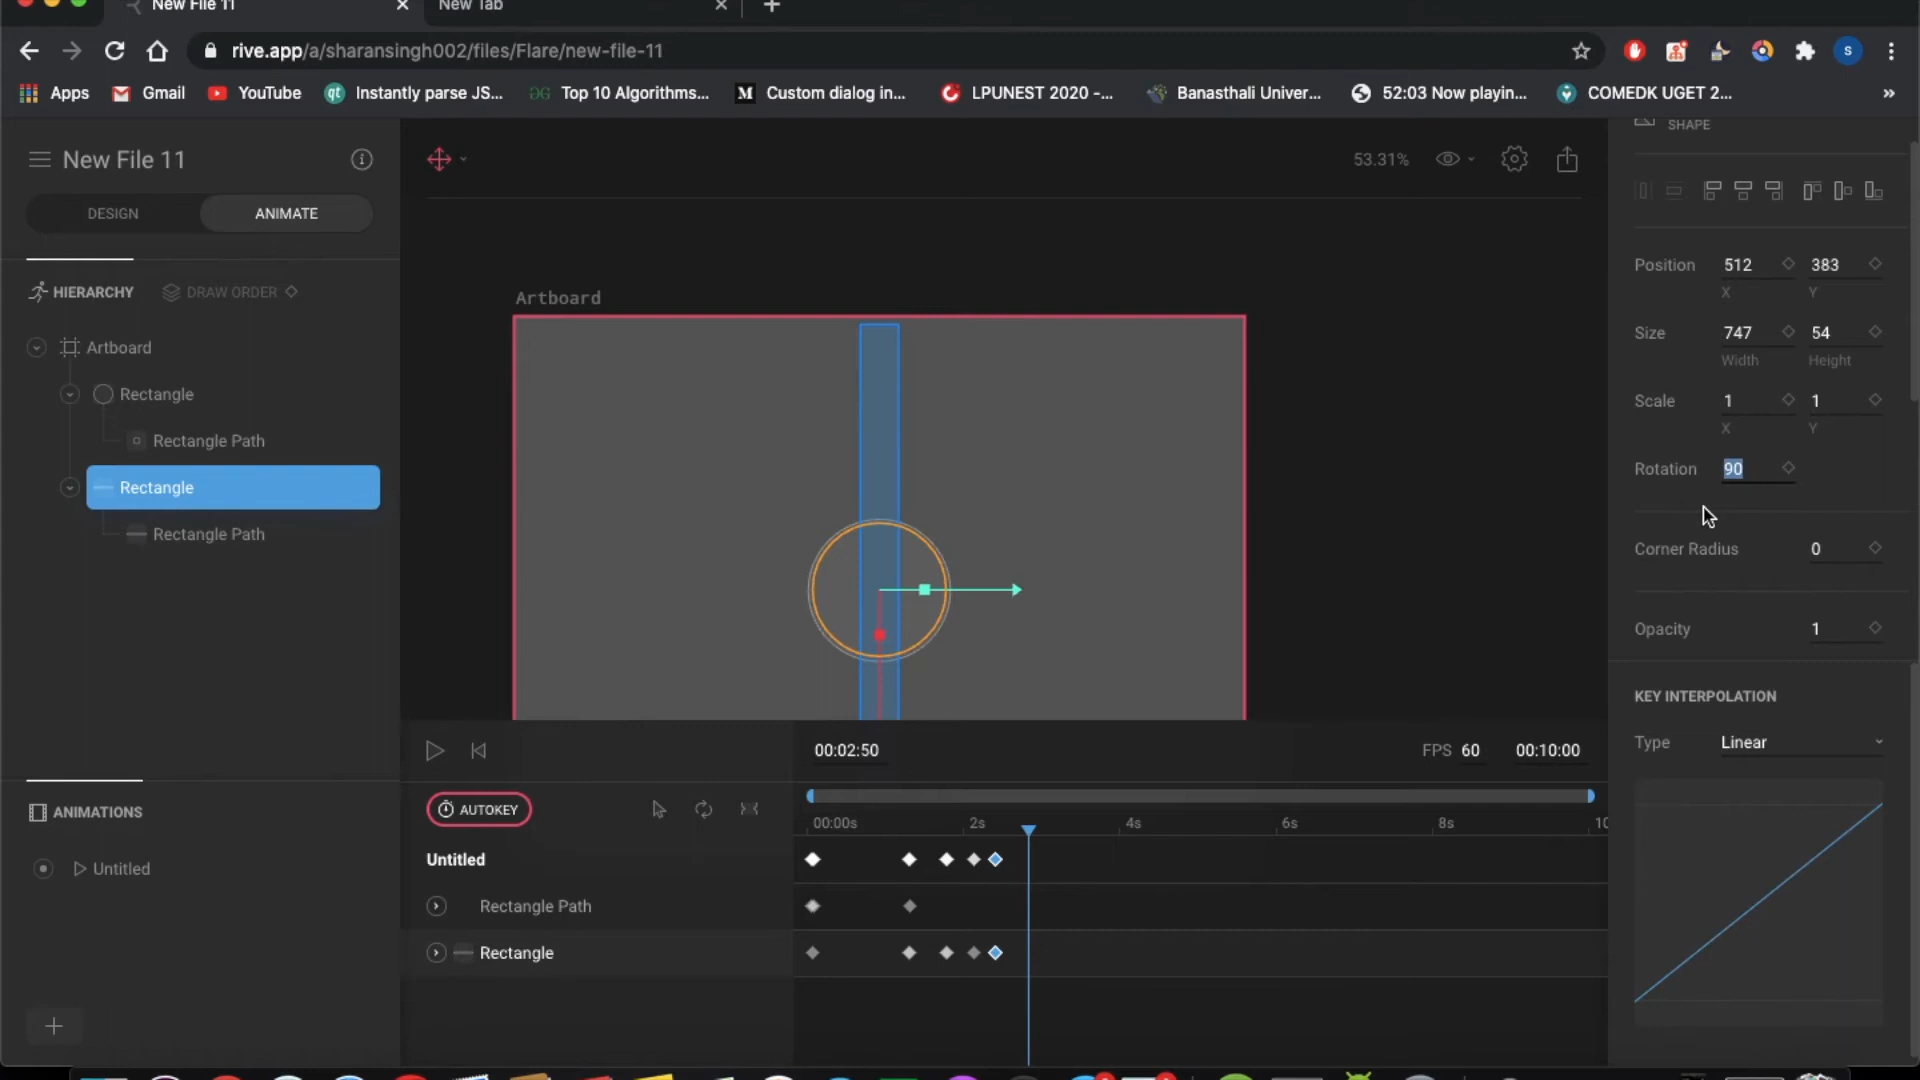 New File 11
New Tab
rive.app/a/sharansingh002/files/Flare/new-file-11
S
Apps
Gmail
YouTube
qt
Instantly parse JS...
Top 10 Algorithms...
M
Custom dialog in...
LPUNEST 2020 -...
Banasthali Univer...
52:03 Now playin...
COMEDK UGET 2...
»
New File 11
DESIGN
ANIMATE
HIERARCHY
DRAW ORDER
Artboard
Rectangle
Rectangle Path
Rectangle
Rectangle Path
53.31%
Artboard
SHAPE
Position 512 383
X Y
Size 747 54
Width Height
Scale 1 1
X Y
Rotation 90
Corner Radius 0
Opacity 1
KEY INTERPOLATION
Type Linear
00:02:50
FPS 60
00:10:00
ANIMATIONS
Untitled
AUTOKEY
00:00s 2s 4s 6s 8s 10
Untitled
Rectangle Path
Rectangle